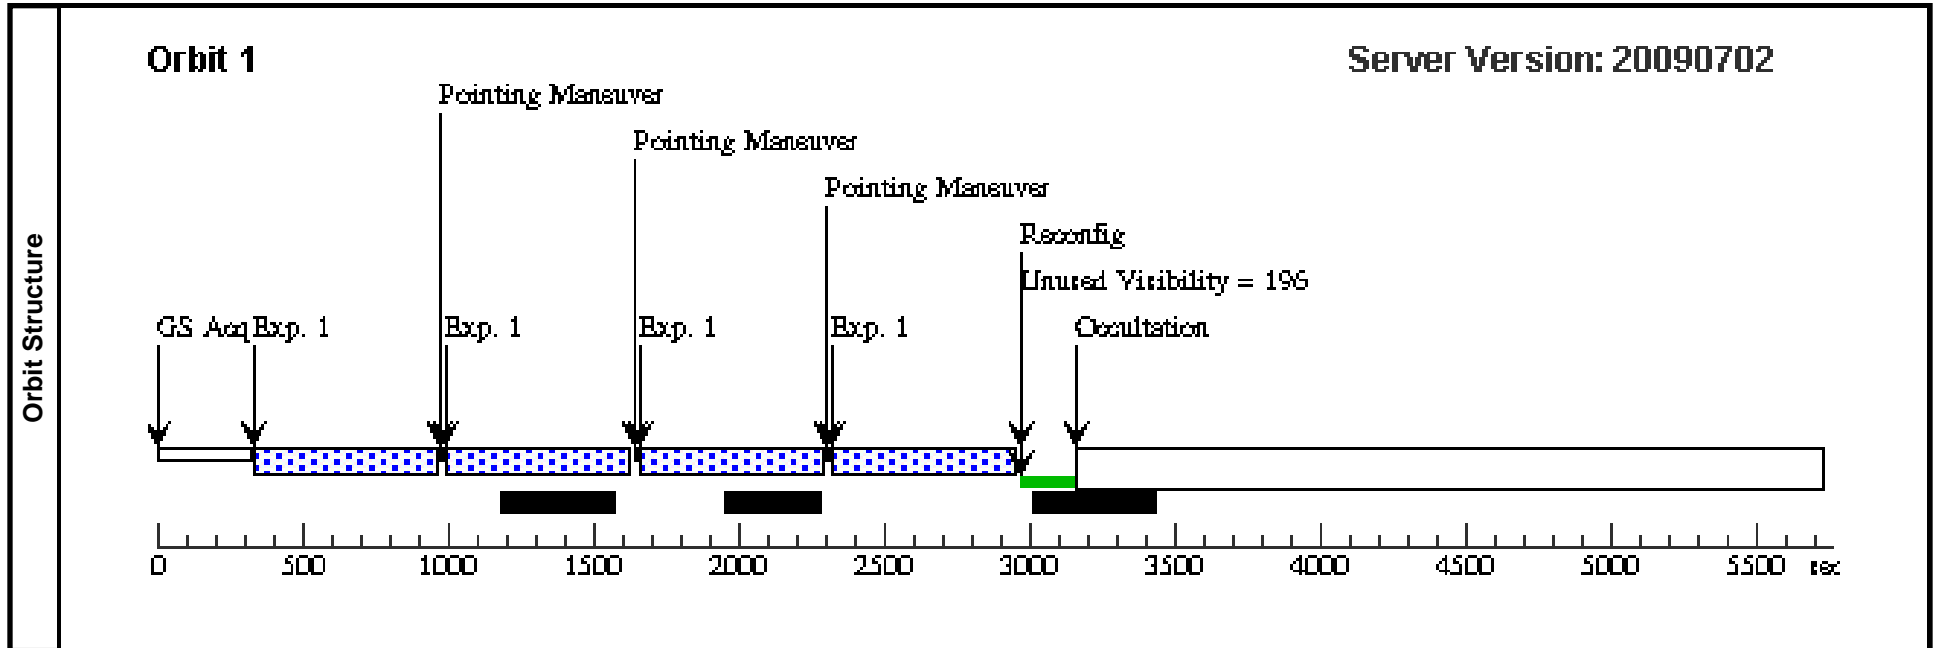 Orbit 1
Server Version: 20090702
Pointing Maneuver
Pointing Maneuver
Pointing Maneuver
Reconfig
Unused Visibility = 196
GS Acq Exp. 1 Exp. 1 Exp. 1 Exp. 1 Occultation
Orbit Structure
0 500 1000 1500 2000 2500 3000 3500 4000 4500 5000 5500 sec